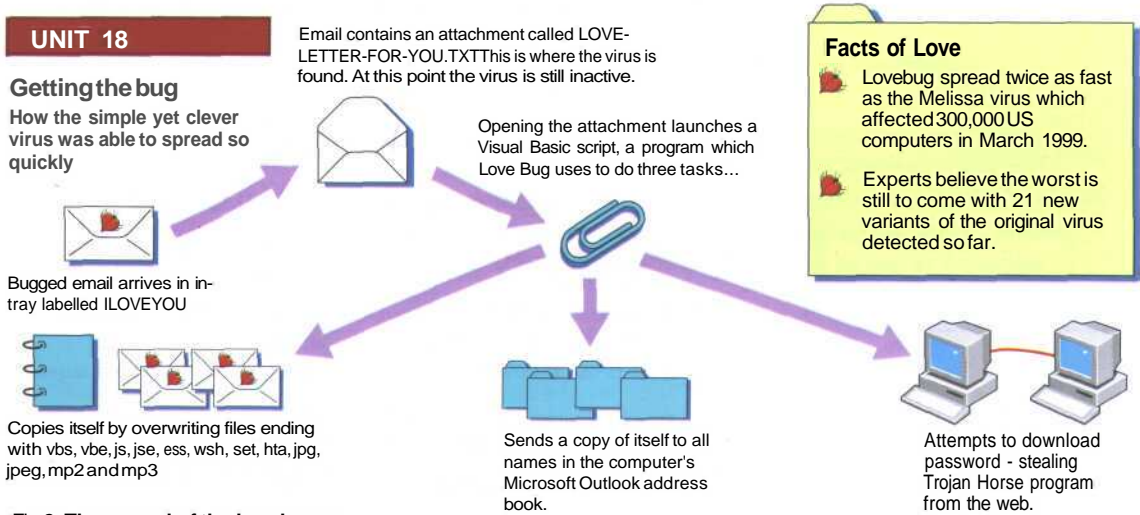 UNIT 18
Getting the bug
How the simple yet clever
virus was able to spread so
quickly
Bugged email arrives in in-
tray labelled ILOVEYOU
Email contains an attachment called LOVE-
LETTER-FOR-YOU.TXTThis is where the virus is
found. At this point the virus is still inactive.
Opening the attachment launches a
Visual Basic script, a program which
Love Bug uses to do three tasks...
Facts of Love
Lovebug spread twice as fast
as the Melissa virus which
affected 300,000 US
computers in March 1999.
Experts believe the worst is
still to come with 21 new
variants of the original virus
detected so far.
Copies itself by overwriting files ending
with vbs, vbe, js, jse, ess, wsh, set, hta, jpg,
jpeg, mp2 and mp3
Sends a copy of itself to all
names in the computer's
Microsoft Outlook address
book.
Attempts to download
password - stealing
Trojan Horse program
from the web.